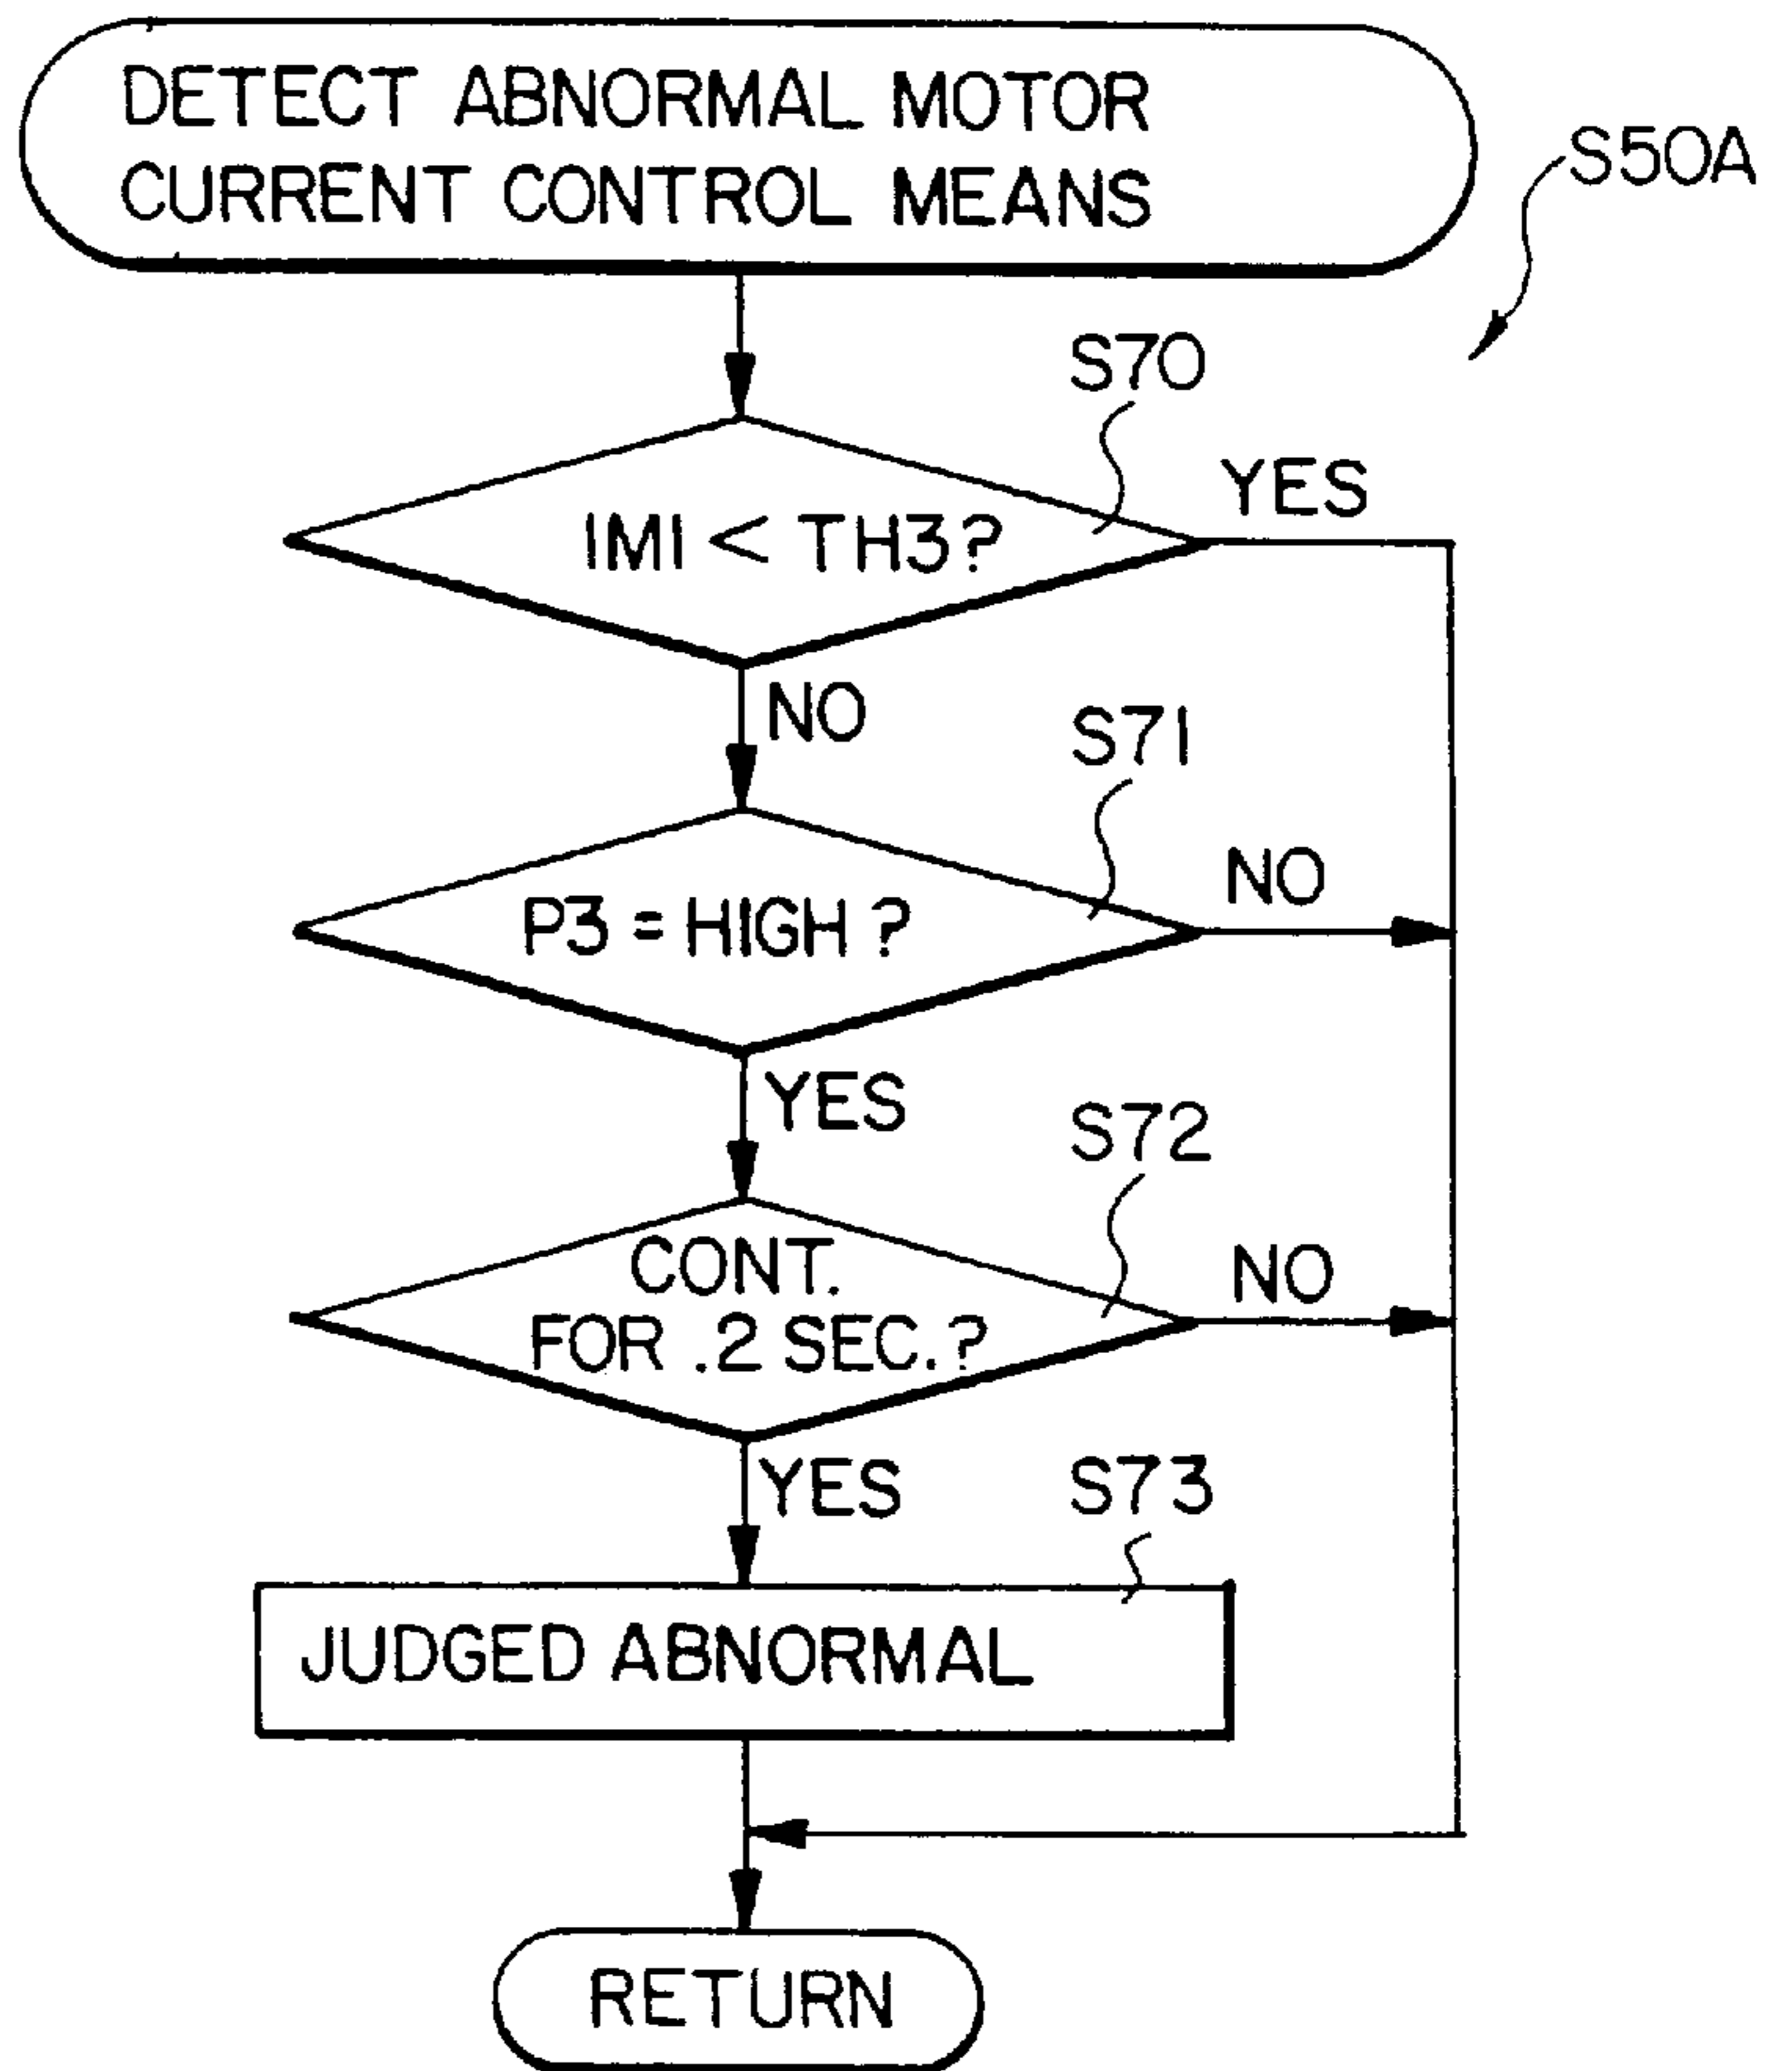 DETECT ABNORMAL MOTOR
CURRENT CONTROL MEANS
S50A
S70
IMI < TH3?
YES
NO
S71
P3 = HIGH?
NO
YES
S72
CONT.
FOR .2 SEC.?
NO
YES
S73
JUDGED ABNORMAL
RETURN